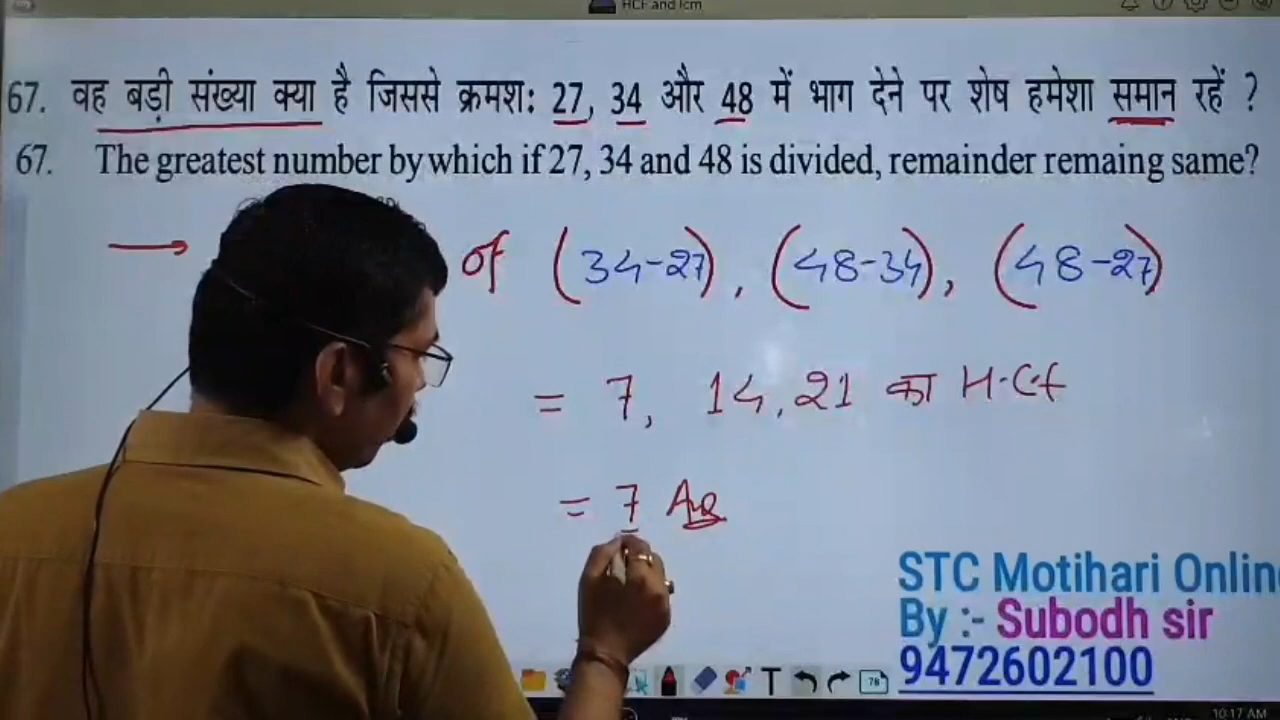 HCF and lcm
67. वह बड़ी संख्या क्या है जिससे क्रमश: 27, 34 और 48 में भाग देने पर शेष हमेशा समान रहें ?
67. The greatest number by which if 27, 34 and 48 is divided, remainder remaing same?
of (34-27), (48-34), (48-27)
= 7, 14, 21 का H.C.f
= 7 Ans
STC Motihari Onlin
By :- Subodh sir
9472602100
T 76
10:17 AM